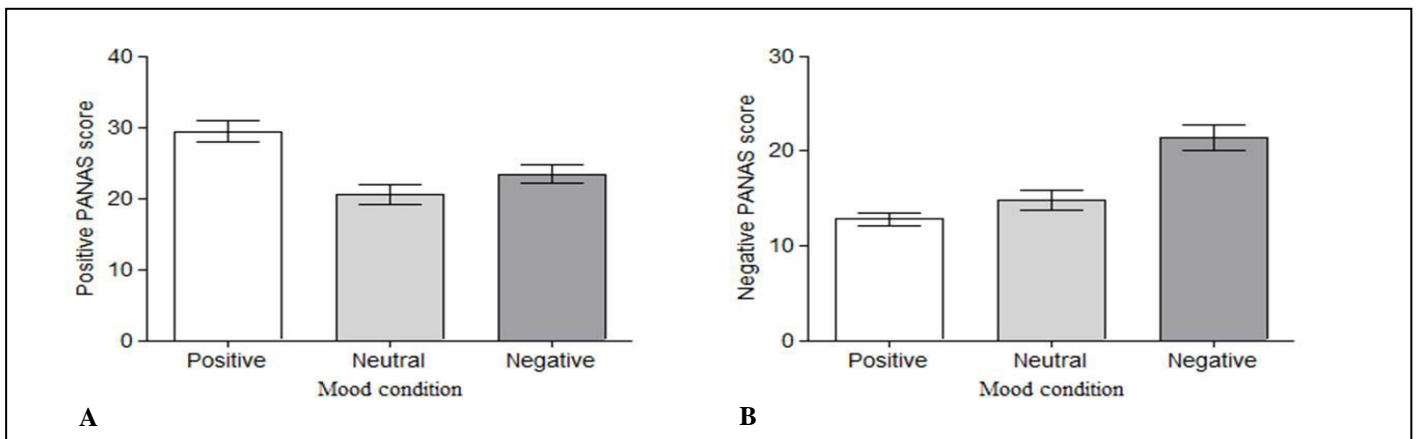 Positive PANAS score
40
30
20
10
0
Positive Neutral Negative
Mood condition
A
Negative PANAS score
30
20
10
0
Positive Neutral Negative
Mood condition
B